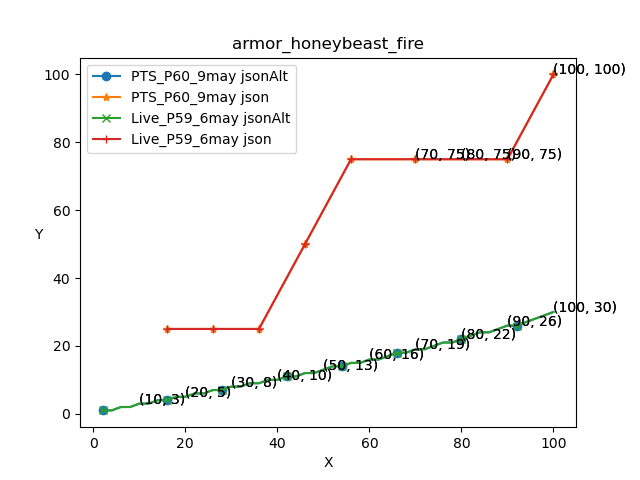 armor_honeybeast_fire
PTS_P60_9may jsonAlt
PTS_P60_9may json
Live_P59_6may jsonAlt
Live_P59_6may json
(100, 100)
(70, 75)
(80, 75)
(90, 75)
(100, 30)
(90, 26)
(80, 22)
(70, 19)
(60, 16)
(50, 13)
(40, 10)
(30, 8)
(20, 5)
(10, 3)
100
80
60
40
20
0
Y
0 20 40 60 80 100
X